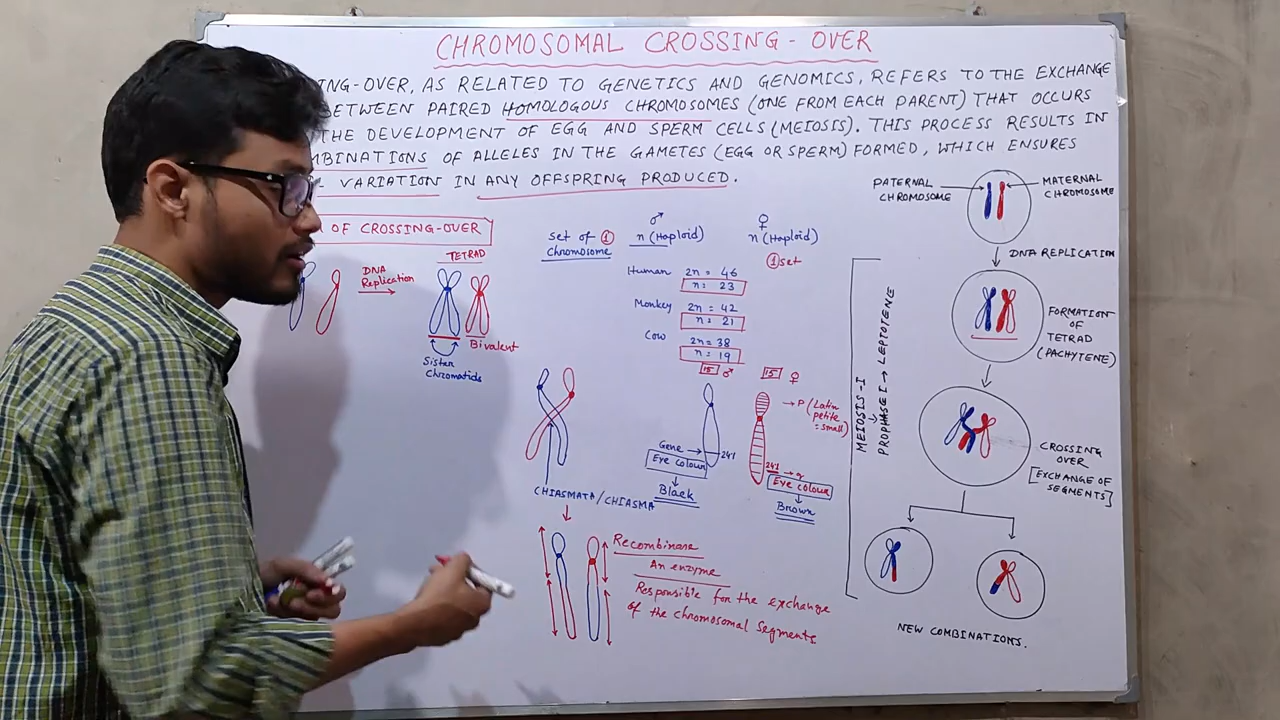 CHROMOSOMAL CROSSING-OVER
ING-OVER, AS RELATED TO GENETICS AND GENOMICS, REFERS TO THE EXCHANGE
ETWEEN PAIRED HOMOLOGOUS CHROMOSOMES (ONE FROM EACH PARENT) THAT OCCURS
THE DEVELOPMENT OF EGG AND SPERM CELLS (MEIOSIS). THIS PROCESS RESULTS IN
MBINATIONS OF ALLELES IN THE GAMETES (EGG OR SPERM) FORMED, WHICH ENSURES
VARIATION IN ANY OFFSPRING PRODUCED.
OF CROSSING-OVER
DNA
Replication
TETRAD
Bivalent
Sister
Chromatids
set of 1
Chromosome
♂
n (Haploid)
♀
n (Haploid)
1 set
Human 2n = 46
n: 23
Monkey 2n = 42
n: 21
Cow 2n = 38
n = 19
15 ♂
15 ♀
→ P (Latin
petite
= small)
Gene → 241
Eye colour
Black
241 → q
Eye colour
Brown
CHIASMATA/CHIASMA
Recombinase
An enzyme
Responsible for the exchange
of the chromosomal segments
MEIOSIS-I
PROPHASE I → LEPTOTENE
PATERNAL
CHROMOSOME
MATERNAL
CHROMOSOME
DNA REPLICATION
FORMATION
OF
TETRAD
(PACHYTENE)
CROSSING
OVER
[EXCHANGE OF
SEGMENTS]
NEW COMBINATIONS.